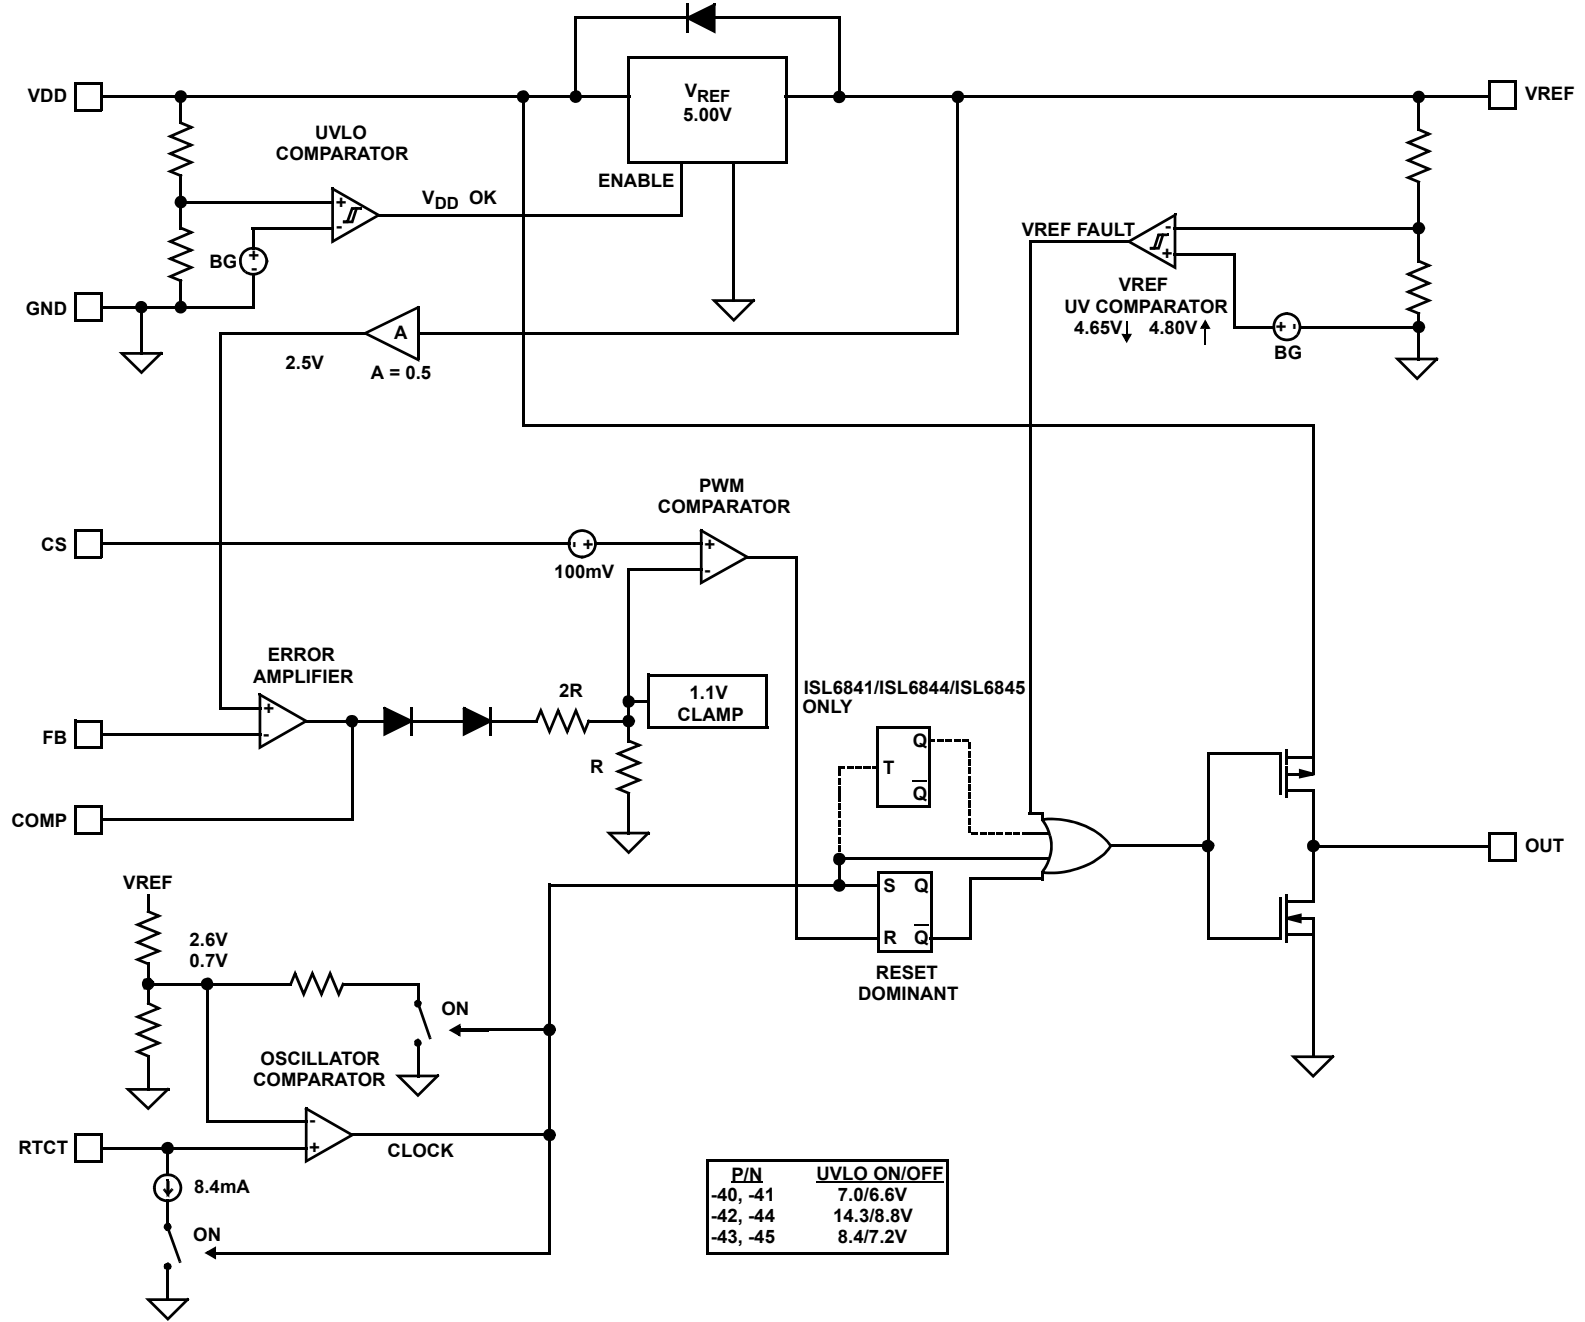 VDD
V_REF
5.00V
VREF
UVLO
COMPARATOR
ENABLE
+
-
V_DD OK
BG
+
-
GND
VREF FAULT
-
+
VREF
UV COMPARATOR
4.65V↓ 4.80V↑
+ -
BG
A
2.5V
A = 0.5
PWM
COMPARATOR
CS
- +
100mV
+
-
ERROR
AMPLIFIER
+
-
FB
2R
1.1V
CLAMP
R
COMP
ISL6841/ISL6844/ISL6845
ONLY
Q
T
Q̅
OUT
S Q
R Q̅
RESET
DOMINANT
VREF
2.6V
0.7V
ON
OSCILLATOR
COMPARATOR
-
+
RTCT
CLOCK
8.4mA
ON
P/N UVLO ON/OFF
-40, -41 7.0/6.6V
-42, -44 14.3/8.8V
-43, -45 8.4/7.2V